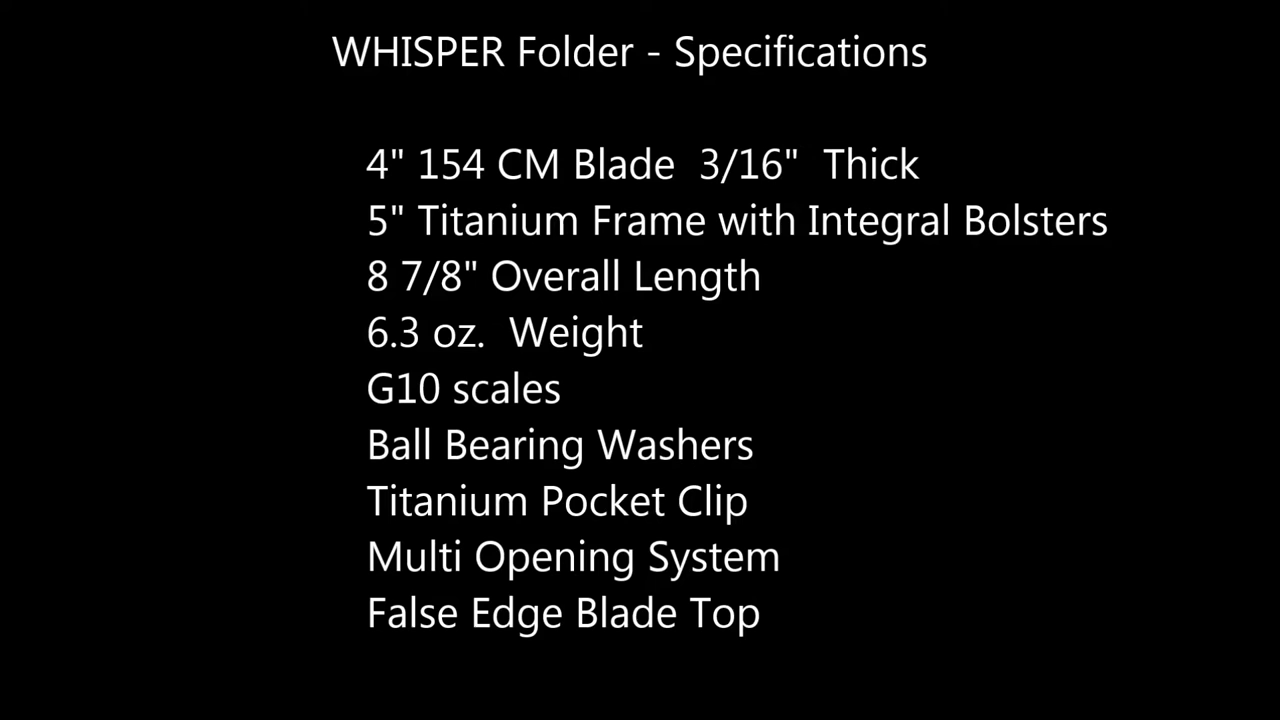 WHISPER Folder - Specifications
4" 154 CM Blade  3/16"  Thick
5" Titanium Frame with Integral Bolsters
8 7/8" Overall Length
6.3 oz.  Weight
G10 scales
Ball Bearing Washers
Titanium Pocket Clip
Multi Opening System
False Edge Blade Top